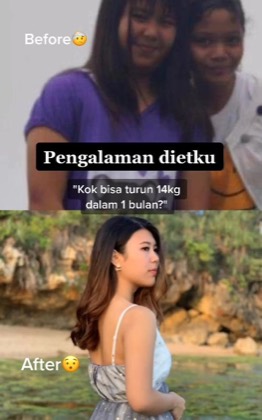 Before🤕
Pengalaman dietku
"Kok bisa turun 14kg
dalam 1 bulan?"
After😯